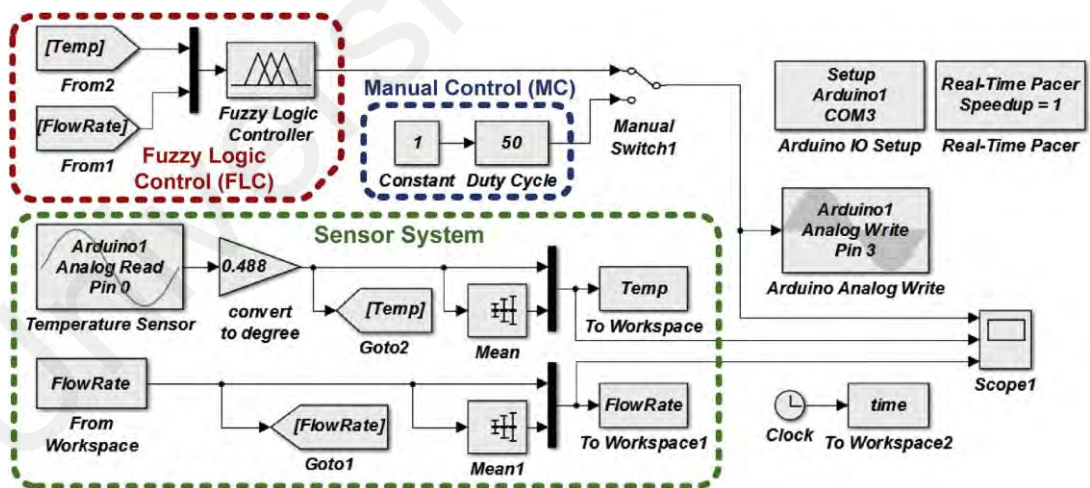 [Temp]
From2
[FlowRate]
From1
Fuzzy Logic
Controller
Fuzzy Logic
Control (FLC)
Manual Control (MC)
1
Constant
50
Duty Cycle
Manual
Switch1
Setup
Arduino1
COM3
Arduino IO Setup
Real-Time Pacer
Speedup = 1
Real-Time Pacer
Arduino1
Analog Write
Pin 3
Arduino Analog Write
Sensor System
Arduino1
Analog Read
Pin 0
Temperature Sensor
0.488
convert
to degree
[Temp]
Goto2
Mean
Temp
To Workspace
FlowRate
From
Workspace
[FlowRate]
Goto1
Mean1
FlowRate
To Workspace1
Scope1
Clock
time
To Workspace2